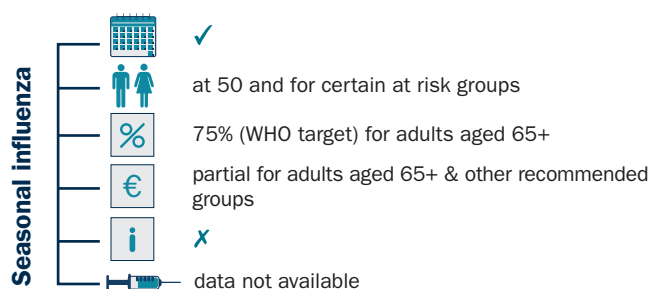 Seasonal influenza
✓
at 50 and for certain at risk groups
%
75% (WHO target) for adults aged 65+
€
partial for adults aged 65+ & other recommended
groups
i
✗
data not available